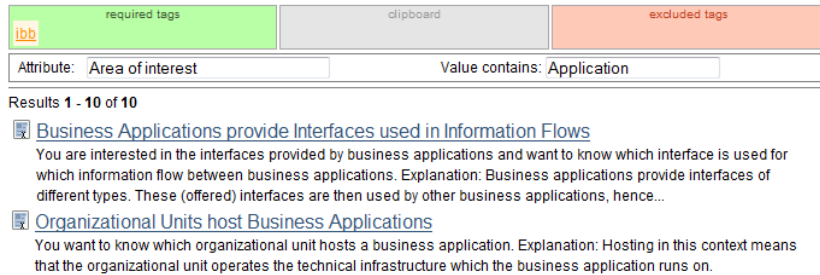 required tags clipboard excluded tags
ibb
Attribute: Area of interest Value contains: Application
Results 1 - 10 of 10
Business Applications provide Interfaces used in Information Flows
You are interested in the interfaces provided by business applications and want to know which interface is used for
which information flow between business applications. Explanation: Business applications provide interfaces of
different types. These (offered) interfaces are then used by other business applications, hence...
Organizational Units host Business Applications
You want to know which organizational unit hosts a business application. Explanation: Hosting in this context means
that the organizational unit operates the technical infrastructure which the business application runs on.